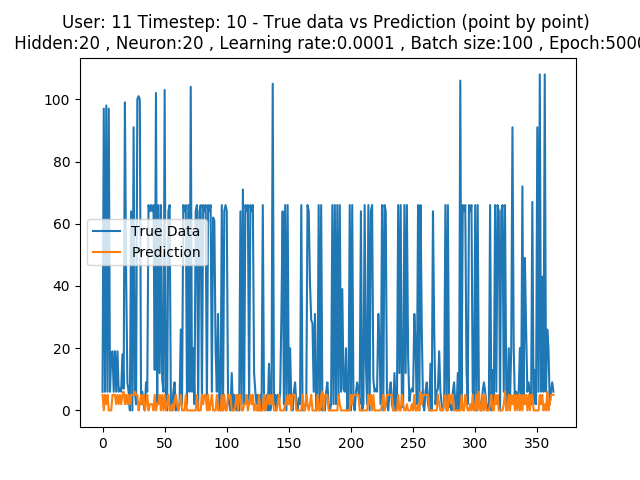 User: 11 Timestep: 10 - True data vs Prediction (point by point)
Hidden:20 , Neuron:20 , Learning rate:0.0001 , Batch size:100 , Epoch:5000
100
80
60
40
20
0
True Data
Prediction
0 50 100 150 200 250 300 350